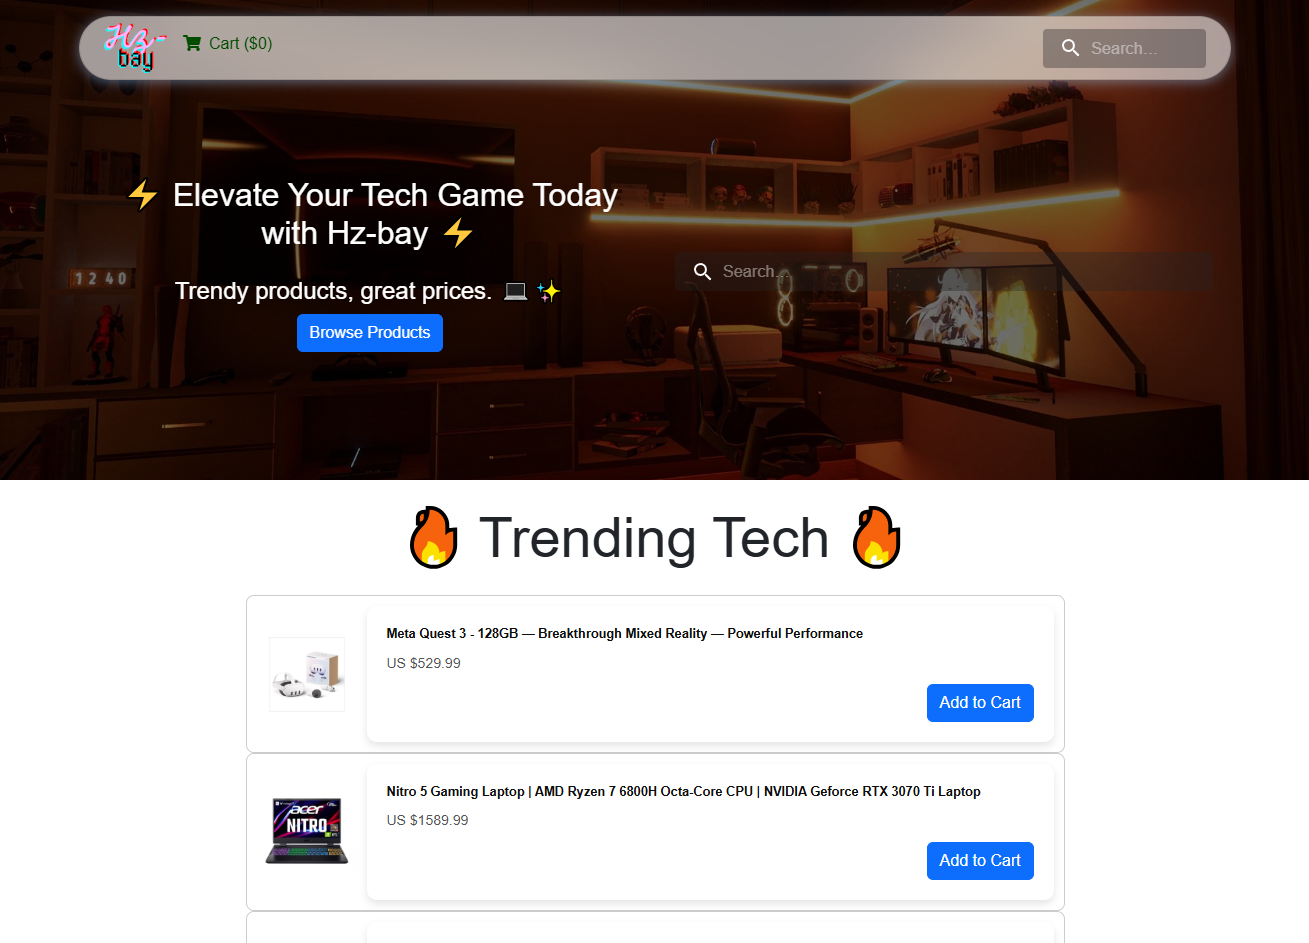 Hz-
bay
Cart ($0)
Search…
⚡ Elevate Your Tech Game Today
with Hz-bay ⚡
Search…
Trendy products, great prices. 💻 ✨
Browse Products
12 40
🔥 Trending Tech 🔥
Meta Quest 3 - 128GB — Breakthrough Mixed Reality — Powerful Performance
US $529.99
Add to Cart
acer
NITRO
Nitro 5 Gaming Laptop | AMD Ryzen 7 6800H Octa-Core CPU | NVIDIA Geforce RTX 3070 Ti Laptop
US $1589.99
Add to Cart